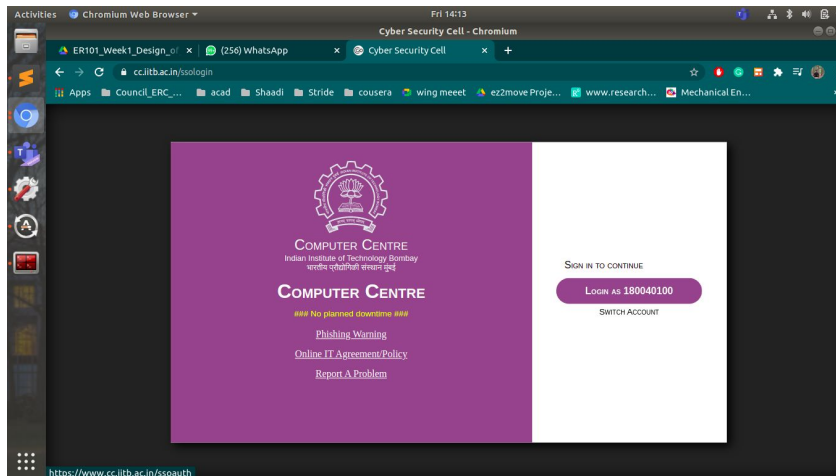 Activities Chromium Web Browser Fri 14:13
Cyber Security Cell - Chromium
ER101_Week1_Design_of (256) WhatsApp Cyber Security Cell
cc.iitb.ac.in/ssologin
Apps Council_ERC_... acad Shaadi Stride cousera wing meeet ez2move Proje... www.research... Mechanical En...
COMPUTER CENTRE
Indian Institute of Technology Bombay
भारतीय प्रौद्योगिकी संस्थान मुंबई
COMPUTER CENTRE
### No planned downtime ###
Phishing Warning
Online IT Agreement/Policy
Report A Problem
SIGN IN TO CONTINUE
LOGIN AS 180040100
SWITCH ACCOUNT
https://www.cc.iitb.ac.in/ssoauth